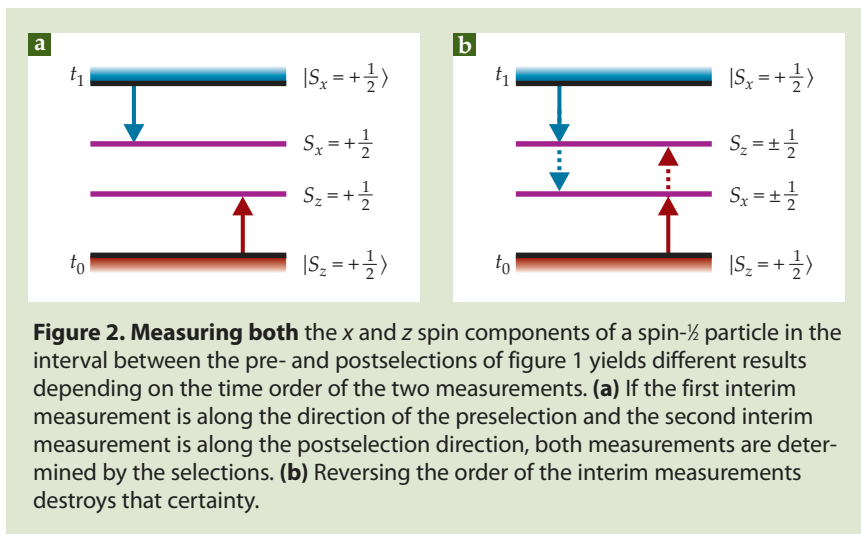 a
t₁ |Sₓ = +½⟩
Sₓ = +½
S_z = +½
t₀ |S_z = +½⟩
b
t₁ |Sₓ = +½⟩
S_z = ±½
Sₓ = ±½
t₀ |S_z = +½⟩
Figure 2. Measuring both the x and z spin components of a spin-½ particle in the
interval between the pre- and postselections of figure 1 yields different results
depending on the time order of the two measurements. (a) If the first interim
measurement is along the direction of the preselection and the second interim
measurement is along the postselection direction, both measurements are deter-
mined by the selections. (b) Reversing the order of the interim measurements
destroys that certainty.